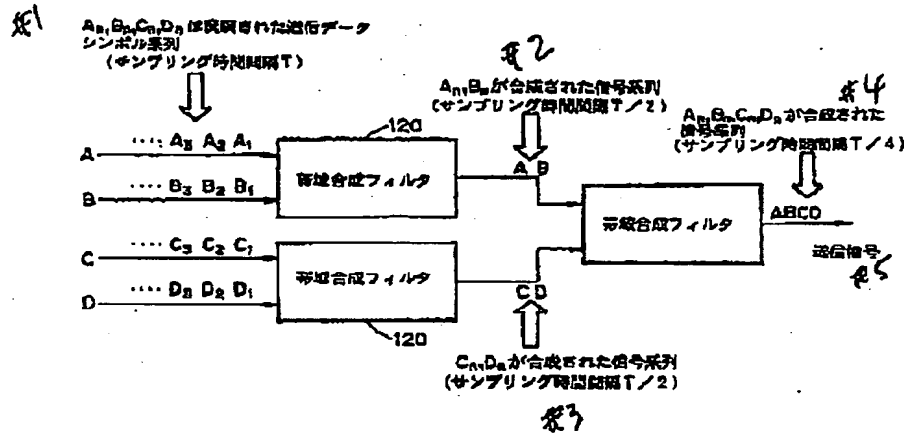 #1
Aₙ,Bₙ,Cₙ,Dₙは変調された送信データ
シンボル系列
(サンプリング時間間隔T)
#2
Aₙ,Bₙが合成された信号系列
(サンプリング時間間隔T/2)
#4
Aₙ,Bₙ,Cₙ,Dₙが合成された
信号系列
(サンプリング時間間隔T/4)
120
A ···· A₃ A₂ A₁
B ···· B₃ B₂ B₁
帯域合成フィルタ
A B
C ···· C₃ C₂ C₁
D ···· D₃ D₂ D₁
帯域合成フィルタ
C D
120
帯域合成フィルタ
ABCD
送信信号
#5
Cₙ,Dₙが合成された信号系列
(サンプリング時間間隔T/2)
#3